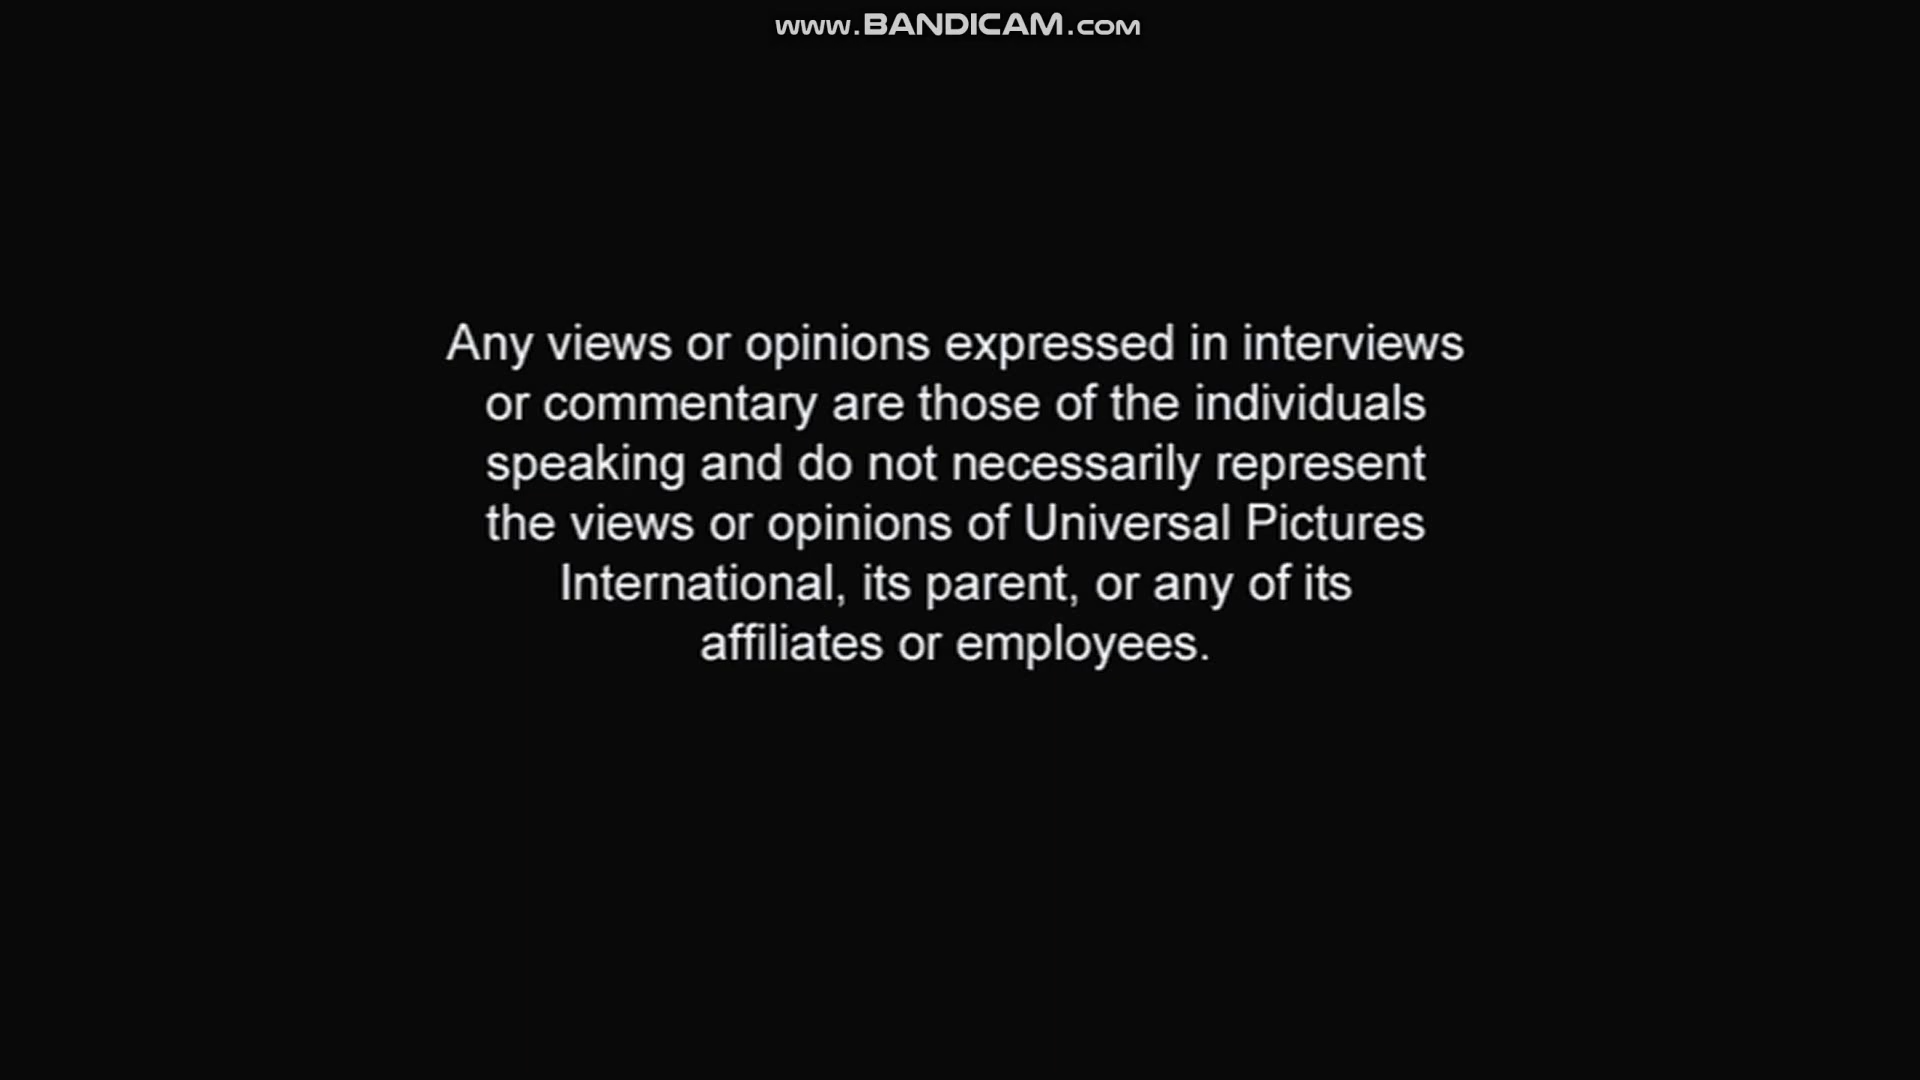 www.BANDICAM.com
Any views or opinions expressed in interviews
or commentary are those of the individuals
speaking and do not necessarily represent
the views or opinions of Universal Pictures
International, its parent, or any of its
affiliates or employees.